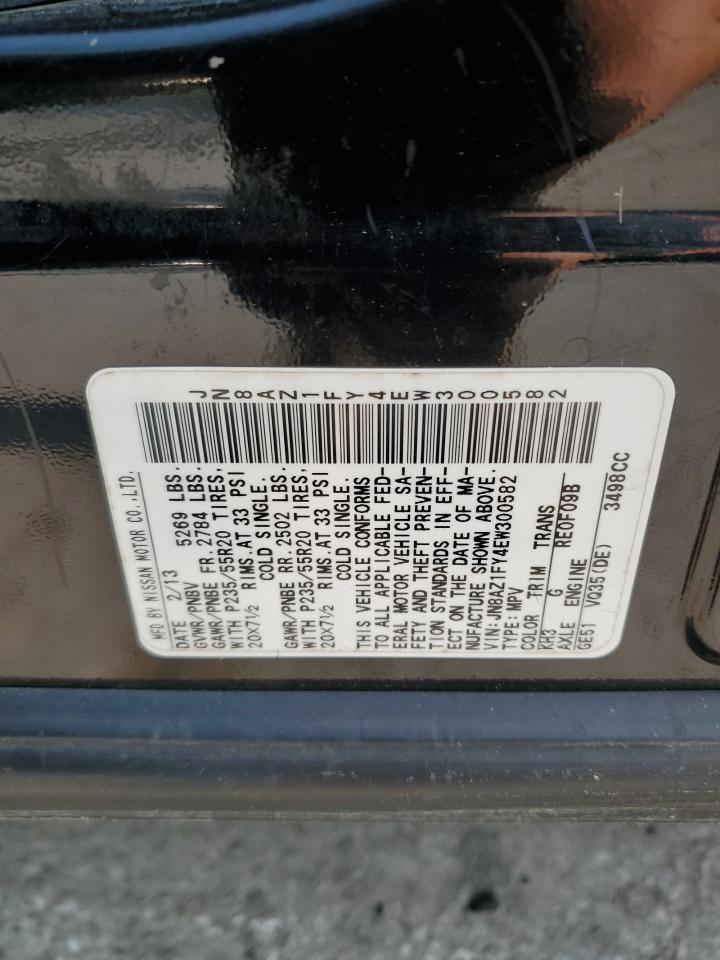 JN8AZ1FY4EW300582
MFD BY NISSAN MOTOR CO.,LTD.
DATE 2/13
GVWR/PNBV 5269 LBS.
GAWR/PNBE FR.2784 LBS.
WITH P235/55R20 TIRES,
20X7½ RIMS.AT 33 PSI
COLD SINGLE.
GAWR/PNBE RR.2502 LBS.
WITH P235/55R20 TIRES,
20X7½ RIMS.AT 33 PSI
COLD SINGLE.
THIS VEHICLE CONFORMS
TO ALL APPLICABLE FED-
ERAL MOTOR VEHICLE SA-
FETY AND THEFT PREVEN-
TION STANDARDS IN EFF-
ECT ON THE DATE OF MA-
NUFACTURE SHOWN ABOVE.
VIN:JN8AZ1FY4EW300582
TYPE:MPV
COLOR TRIM TRANS
KH3 G RE0F09B
AXLE ENGINE
GE51 VQ35(DE) 3498CC